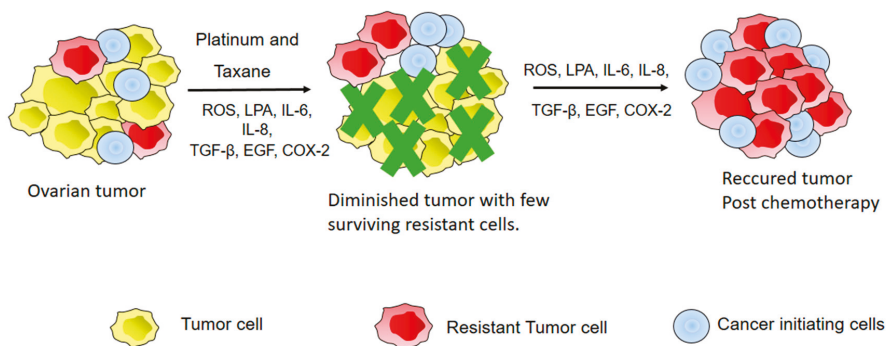 Platinum and
Taxane
ROS, LPA, IL-6,
IL-8,
TGF-β, EGF, COX-2
ROS, LPA, IL-6, IL-8,
TGF-β, EGF, COX-2
Ovarian tumor
Diminished tumor with few
surviving resistant cells.
Reccured tumor
Post chemotherapy
Tumor cell
Resistant Tumor cell
Cancer initiating cells